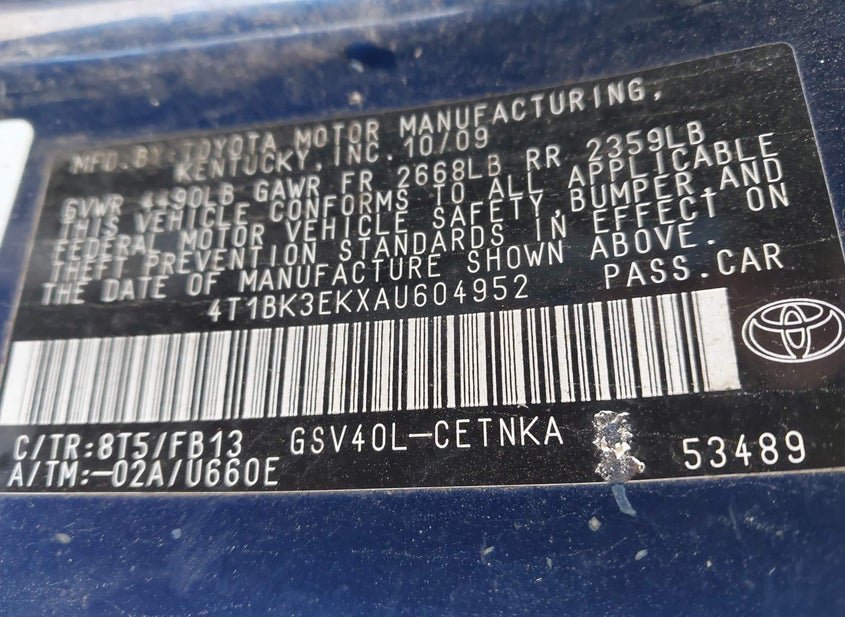 MFD. BY: TOYOTA MOTOR MANUFACTURING,
KENTUCKY, INC. 10/09
GVWR 4490LB GAWR FR 2668LB RR 2359LB
THIS VEHICLE CONFORMS TO ALL APPLICABLE
FEDERAL MOTOR VEHICLE SAFETY, BUMPER, AND
THEFT PREVENTION STANDARDS IN EFFECT ON
THE DATE OF MANUFACTURE SHOWN ABOVE.
4T1BK3EKXAU604952 PASS.CAR
C/TR:8T5/FB13 GSV40L-CETNKA
A/TM:-02A/U660E 53489